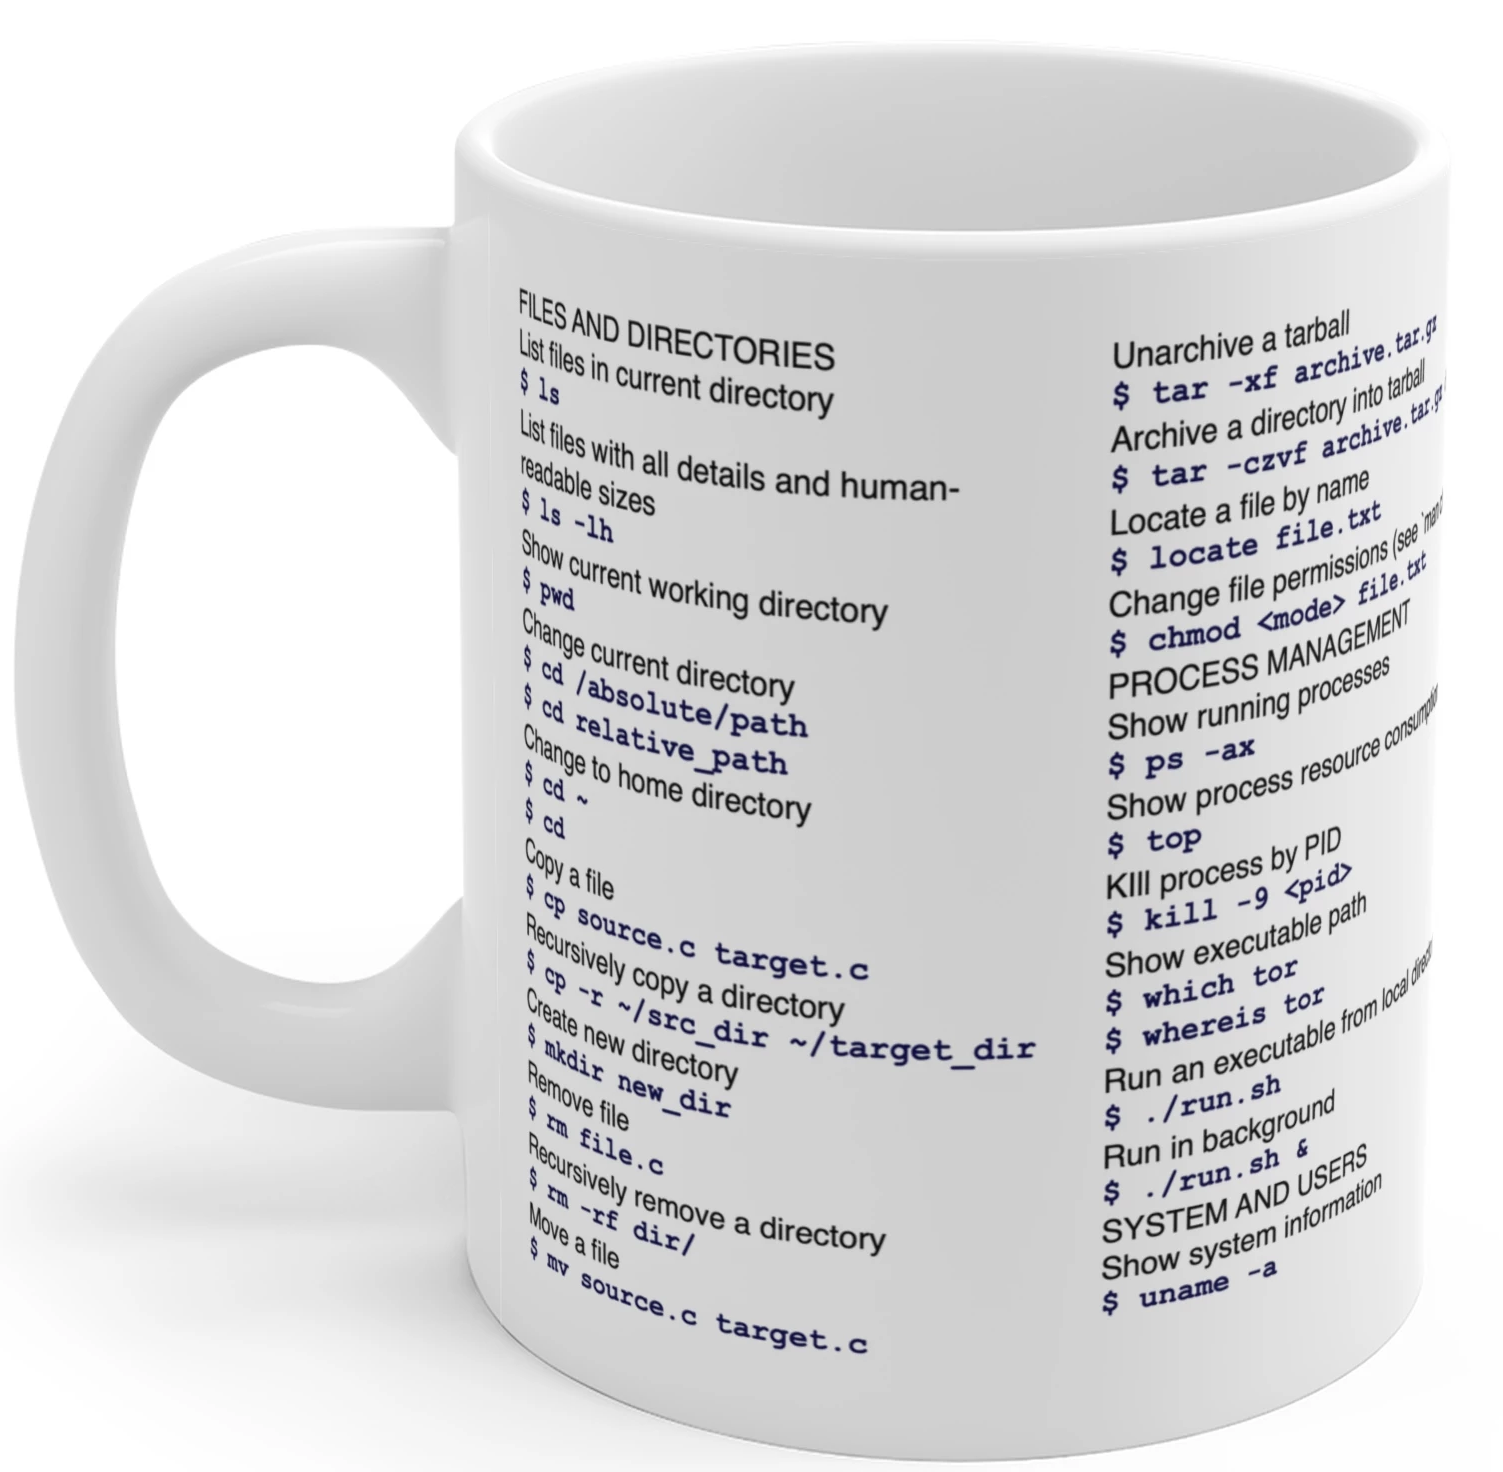 FILES AND DIRECTORIES
List files in current directory
$ ls
List files with all details and human-
readable sizes
$ ls -lh
Show current working directory
$ pwd
Change current directory
$ cd /absolute/path
$ cd relative_path
Change to home directory
$ cd ~
$ cd
Copy a file
$ cp source.c target.c
Recursively copy a directory
$ cp -r ~/src_dir ~/target_dir
Create new directory
$ mkdir new_dir
Remove file
$ rm file.c
Recursively remove a directory
$ rm -rf dir/
Move a file
$ mv source.c target.c
Unarchive a tarball
$ tar -xf archive.tar.gz
Archive a directory into tarball
$ tar -czvf archive.tar.gz
Locate a file by name
$ locate file.txt
Change file permissions (see `man
$ chmod <mode> file.txt
PROCESS MANAGEMENT
Show running processes
$ ps -ax
Show process resource consumption
$ top
KIll process by PID
$ kill -9 <pid>
Show executable path
$ which tor
$ whereis tor
Run an executable from local
$ ./run.sh
Run in background
$ ./run.sh &
SYSTEM AND USERS
Show system information
$ uname -a